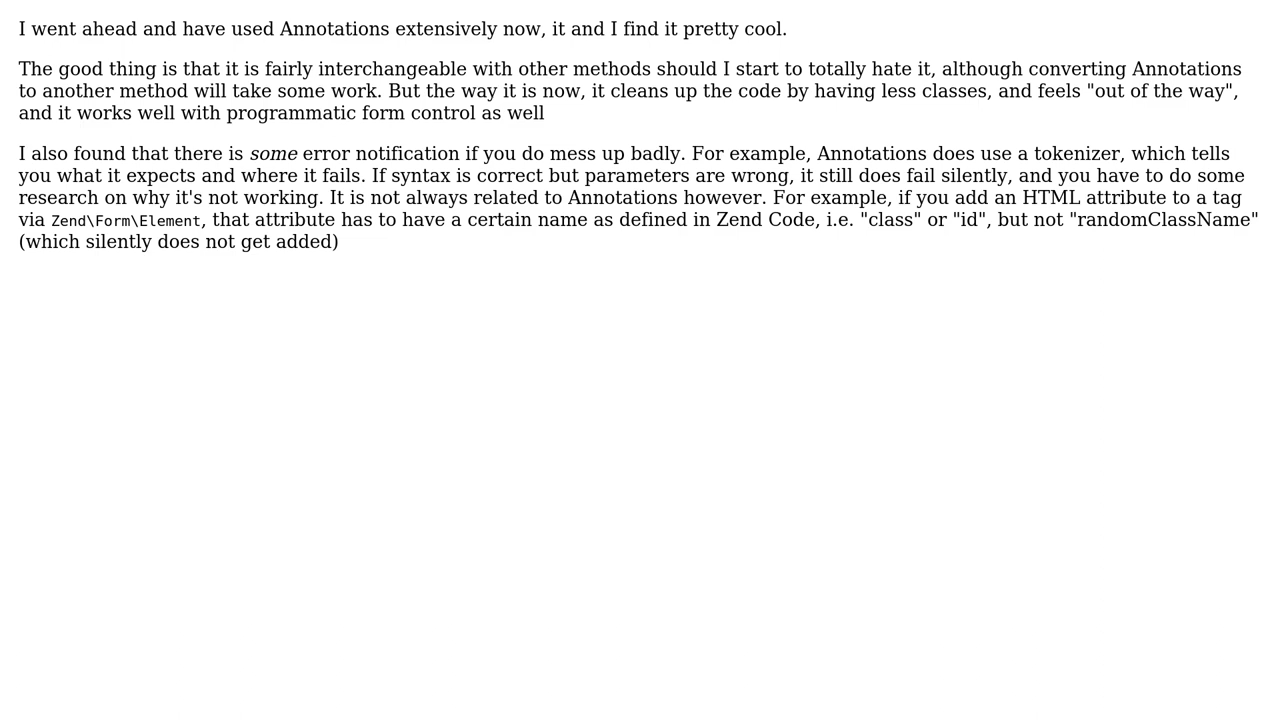 I went ahead and have used Annotations extensively now, it and I find it pretty cool.
The good thing is that it is fairly interchangeable with other methods should I start to totally hate it, although converting Annotations
to another method will take some work. But the way it is now, it cleans up the code by having less classes, and feels "out of the way",
and it works well with programmatic form control as well
I also found that there is some error notification if you do mess up badly. For example, Annotations does use a tokenizer, which tells
you what it expects and where it fails. If syntax is correct but parameters are wrong, it still does fail silently, and you have to do some
research on why it's not working. It is not always related to Annotations however. For example, if you add an HTML attribute to a tag
via Zend\Form\Element, that attribute has to have a certain name as defined in Zend Code, i.e. "class" or "id", but not "randomClassName"
(which silently does not get added)